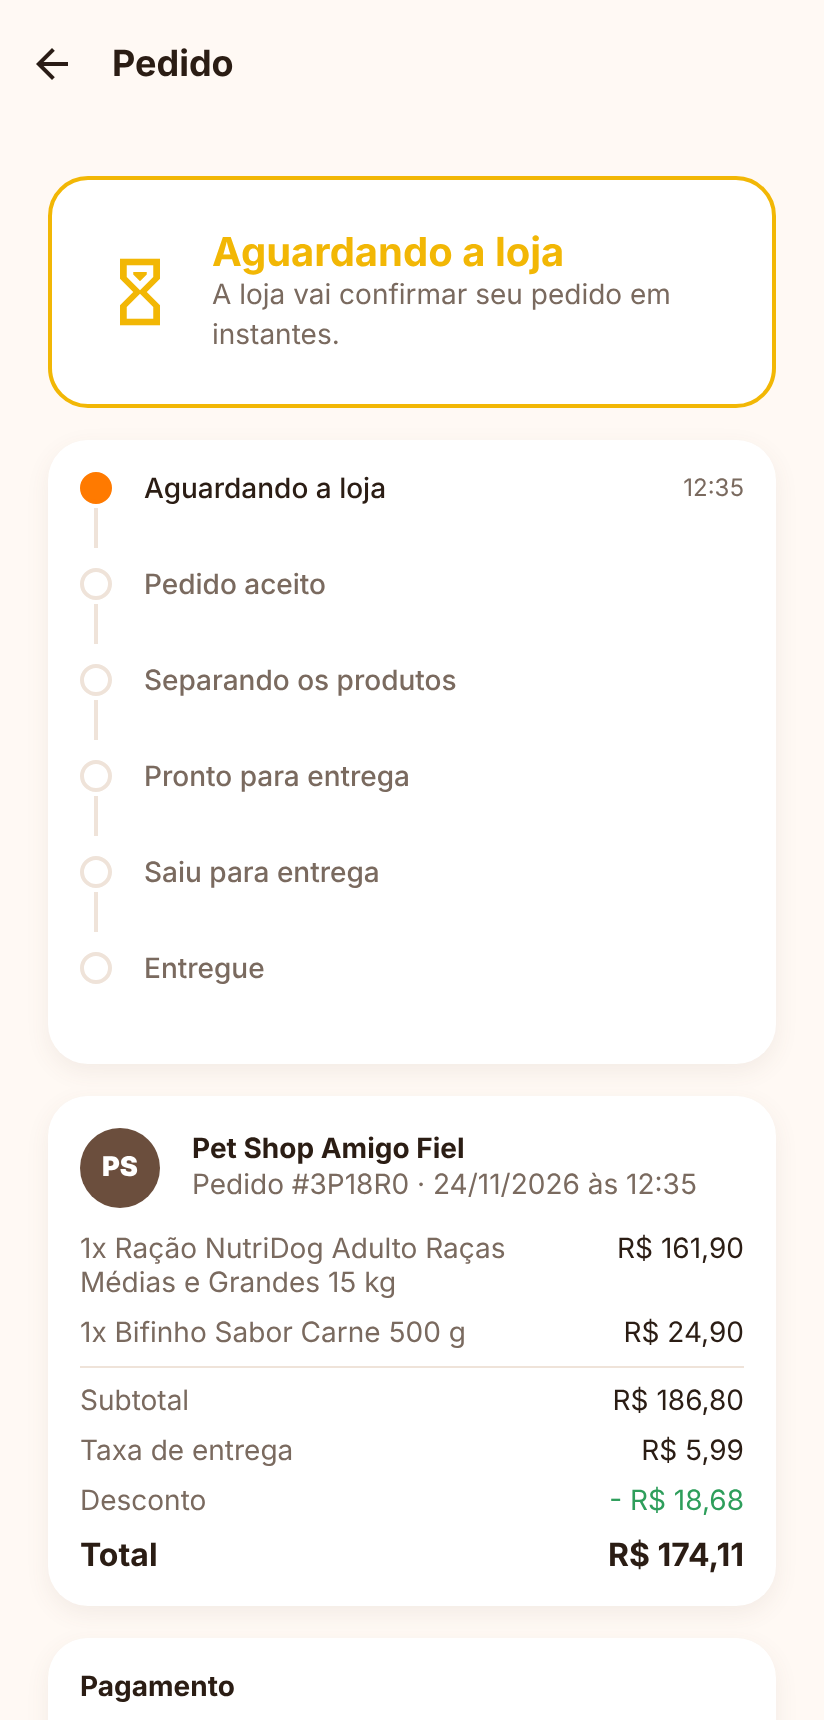 Pedido
Aguardando a loja
A loja vai confirmar seu pedido em
instantes.
Aguardando a loja 12:35
Pedido aceito
Separando os produtos
Pronto para entrega
Saiu para entrega
Entregue
PS
Pet Shop Amigo Fiel
Pedido #3P18R0 · 24/11/2026 às 12:35
1x Ração NutriDog Adulto Raças R$ 161,90
Médias e Grandes 15 kg
1x Bifinho Sabor Carne 500 g R$ 24,90
Subtotal R$ 186,80
Taxa de entrega R$ 5,99
Desconto - R$ 18,68
Total R$ 174,11
Pagamento